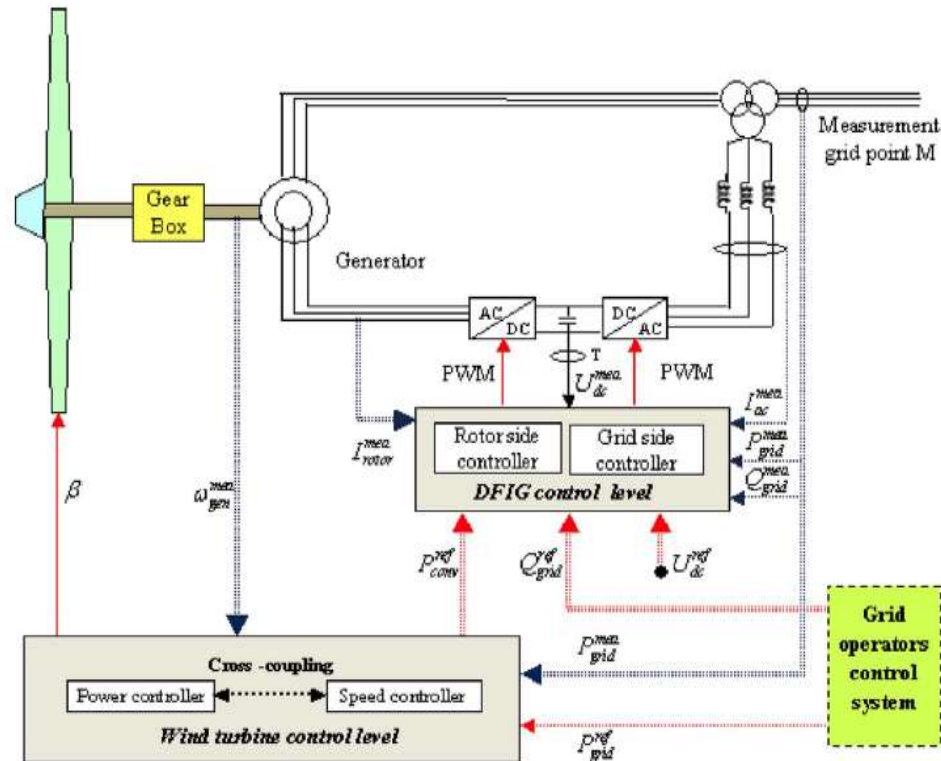 Measurement
grid point M
Gear
Box
Generator
AC
DC
DC
AC
T
PWM
U_dc^mea
PWM
I_rotor^mea
I_ac^mea
P_grid^mea
Q_grid^mea
Rotor side
controller
Grid side
controller
DFIG control level
β
ω_gen^mea
P_conv^ref
Q_grid^ref
U_dc^ref
Grid
operators
control
system
P_grid^mea
Cross -coupling
Power controller
Speed controller
Wind turbine control level
P_grid^ref